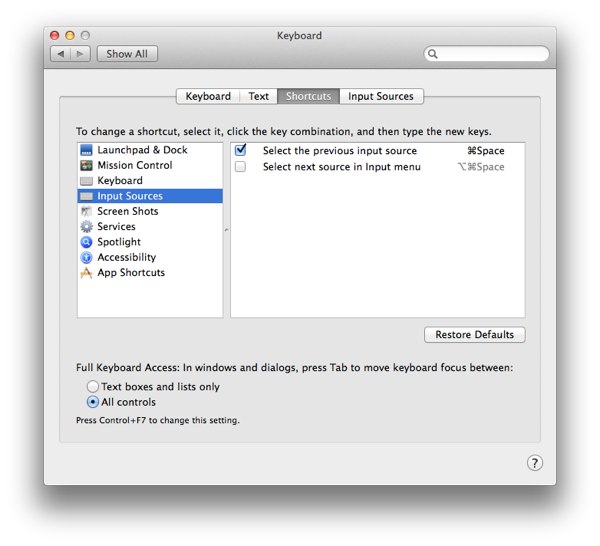 Keyboard
Show All
Keyboard Text Shortcuts Input Sources
To change a shortcut, select it, click the key combination, and then type the new keys.
Launchpad & Dock
Mission Control
Keyboard
Input Sources
Screen Shots
Services
Spotlight
Accessibility
App Shortcuts
Select the previous input source ⌘Space
Select next source in Input menu ⌥⌘Space
Restore Defaults
Full Keyboard Access: In windows and dialogs, press Tab to move keyboard focus between:
Text boxes and lists only
All controls
Press Control+F7 to change this setting.
?